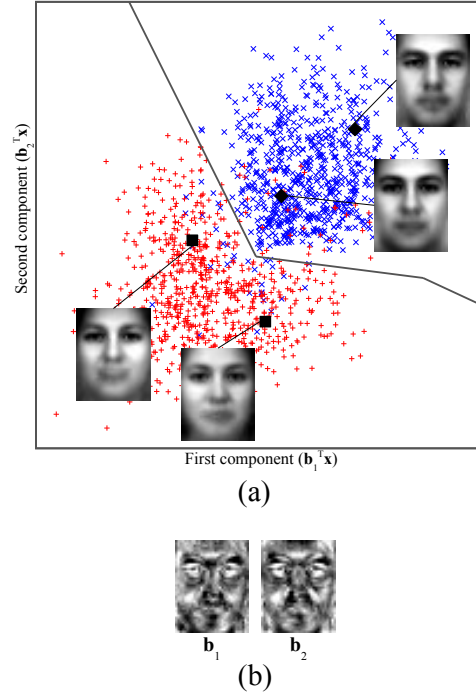 Second component (b₂ᵀx)
First component (b₁ᵀx)
(a)
b₁ b₂
(b)